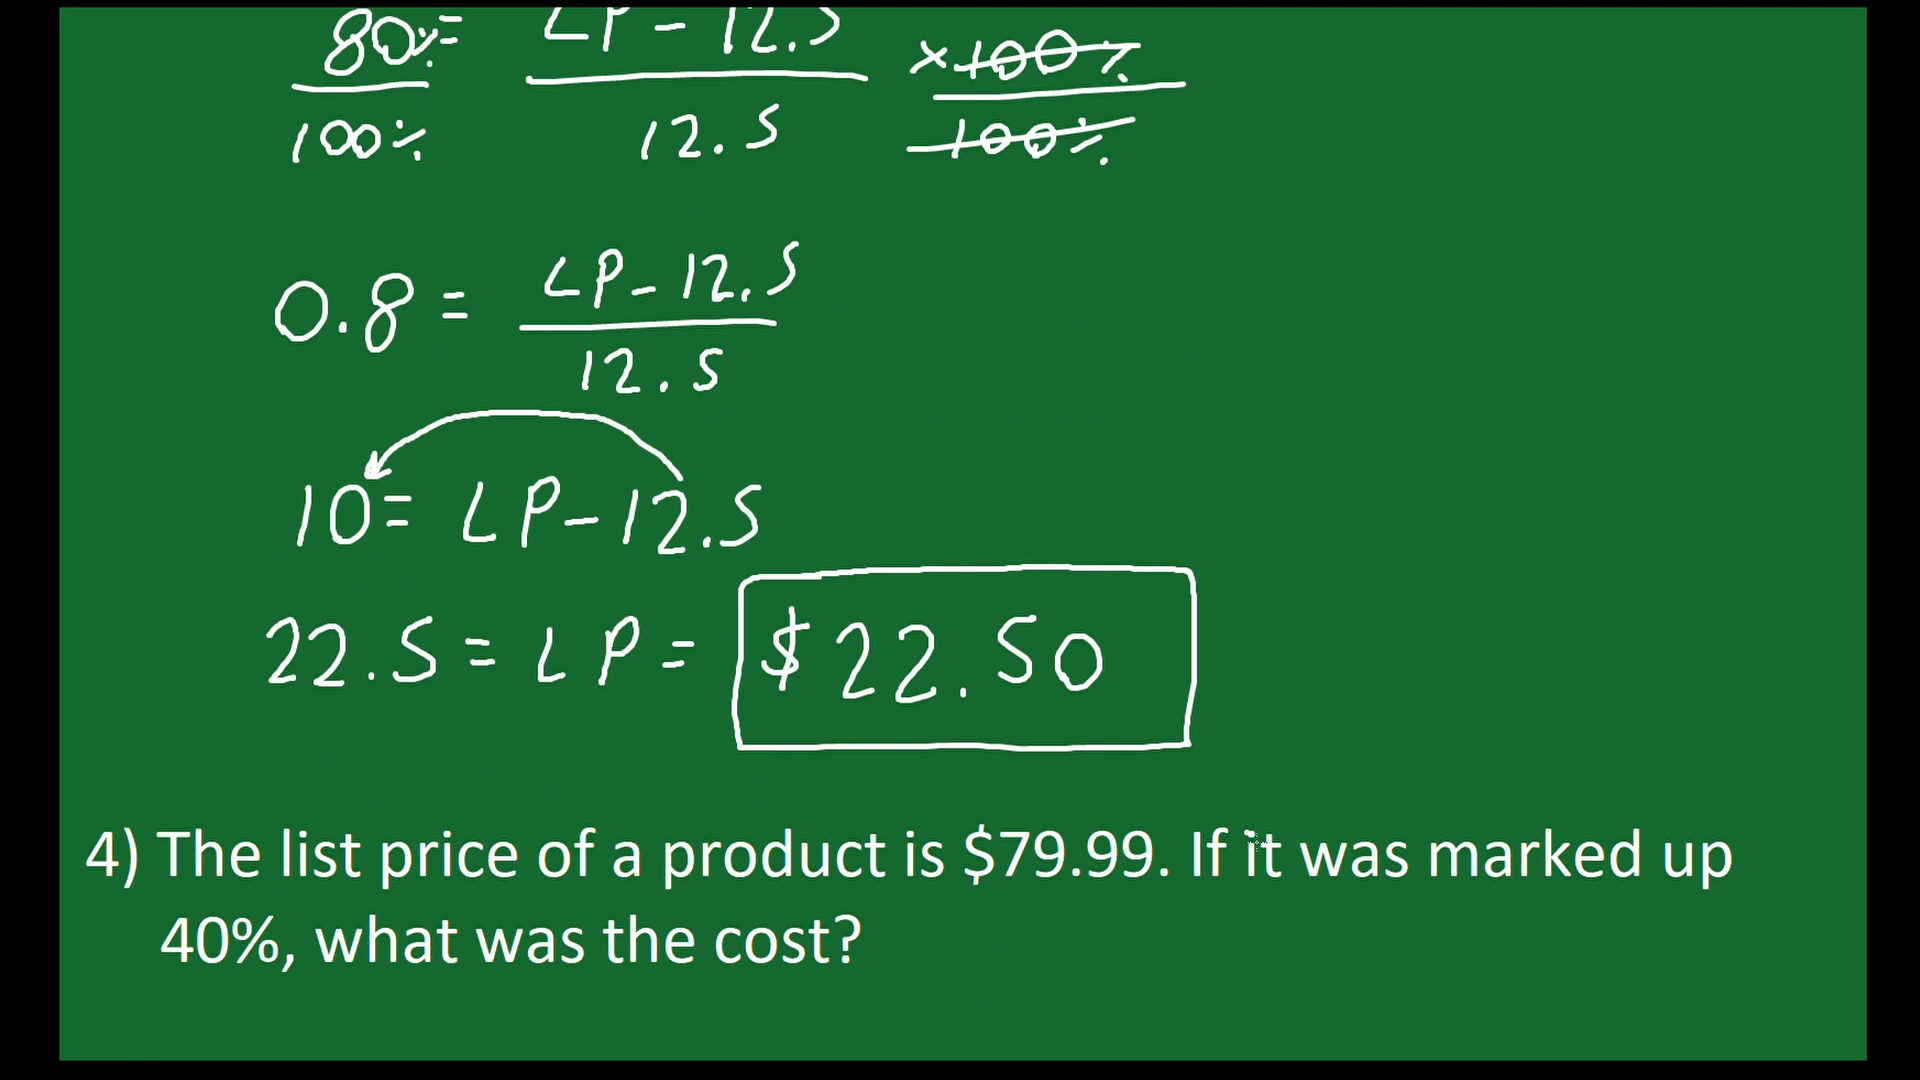 80%= LP - 12.5 x 100%
100% 12.5 100%
0.8 = LP - 12.5
12.5
10 = LP - 12.5
22.5 = LP = $22.50
4) The list price of a product is $79.99. If it was marked up
40%, what was the cost?